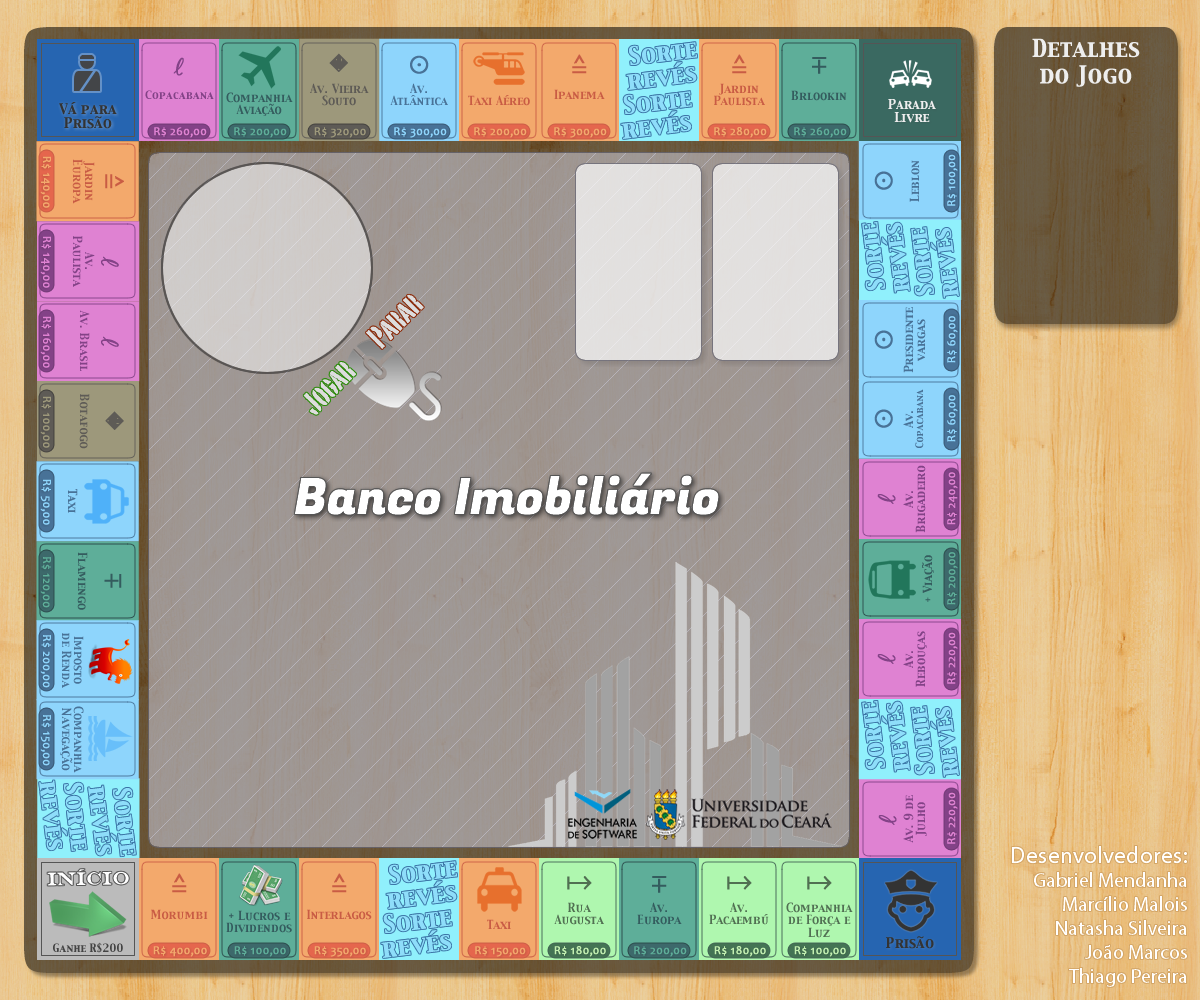 Vá para
Prisão
Copacabana
R$ 260,00
Companhia
Aviação
R$ 200,00
Av. Vieira
Souto
R$ 320,00
Av.
Atlântica
R$ 300,00
Taxi Aéreo
R$ 200,00
Ipanema
R$ 300,00
Sorte
Revés
Sorte
Revés
Jardin
Paulista
R$ 280,00
Brlookin
R$ 260,00
Parada
Livre
Detalhes
do Jogo
Jardin
Europa
R$ 140,00
Av.
Paulista
R$ 140,00
Av. Brasil
R$ 160,00
Botafogo
R$ 100,00
Taxi
R$ 50,00
Flamengo
R$ 120,00
Imposto
de Renda
R$ 200,00
Companhia
Navegação
R$ 150,00
Sorte
Revés
Sorte
Revés
Parar
Jogar
Banco Imobiliário
Engenharia
de Software
Universidade
Federal do Ceará
Leblon
R$ 100,00
Sorte
Revés
Sorte
Revés
Presidente
Vargas
R$ 60,00
Av.
Copacabana
R$ 60,00
Av.
Brigadeiro
R$ 240,00
+ Viação
R$ 200,00
Av.
Rebouças
R$ 220,00
Sorte
Revés
Sorte
Revés
Av. 9 de
Julho
R$ 220,00
Início
Ganhe R$200
Morumbi
R$ 400,00
+ Lucros e
Dividendos
R$ 100,00
Interlagos
R$ 350,00
Sorte
Revés
Sorte
Revés
Taxi
R$ 150,00
Rua
Augusta
R$ 180,00
Av.
Europa
R$ 200,00
Av.
Pacaembú
R$ 180,00
Companhia
de Força e
Luz
R$ 100,00
Prisão
Desenvolvedores:
Gabriel Mendanha
Marcílio Malois
Natasha Silveira
João Marcos
Thiago Pereira